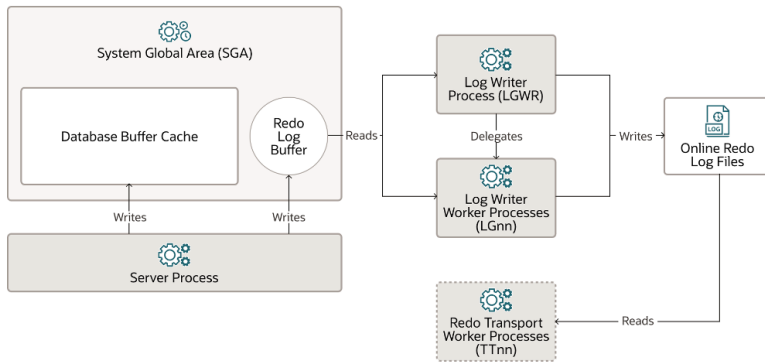 System Global Area (SGA)
Database Buffer Cache
Redo
Log
Buffer
Reads
Log Writer
Process (LGWR)
Delegates
Log Writer
Worker Processes
(LGnn)
Writes
LOG
Online Redo
Log Files
Writes
Writes
Server Process
Redo Transport
Worker Processes
(TTnn)
Reads